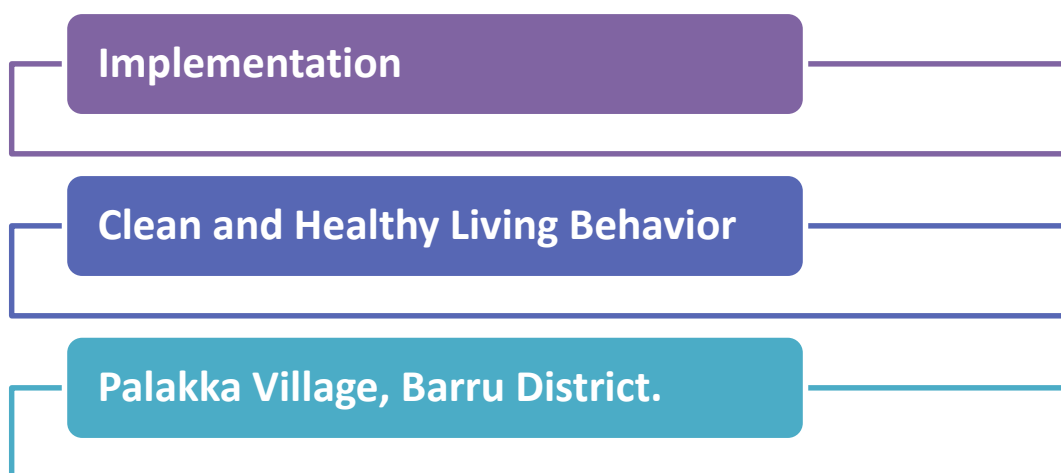 Implementation
Clean and Healthy Living Behavior
Palakka Village, Barru District.